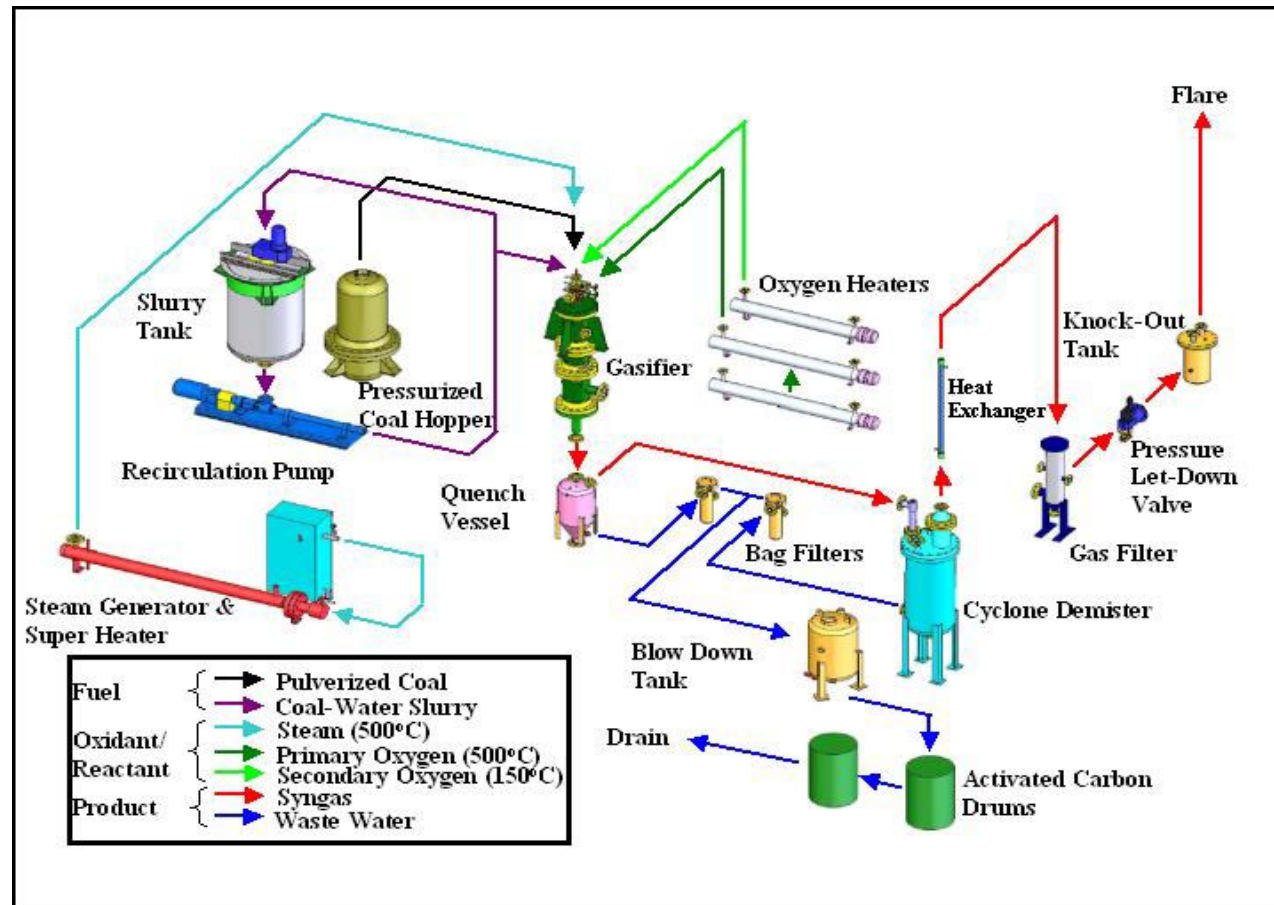 Flare
Slurry
Tank
Pressurized
Coal Hopper
Recirculation Pump
Gasifier
Oxygen Heaters
Heat
Exchanger
Knock-Out
Tank
Pressure
Let-Down
Valve
Gas Filter
Quench
Vessel
Bag Filters
Cyclone Demister
Steam Generator &
Super Heater
Blow Down
Tank
Drain
Activated Carbon
Drums
Fuel
Pulverized Coal
Coal-Water Slurry
Oxidant/
Reactant
Steam (500°C)
Primary Oxygen (500°C)
Secondary Oxygen (150°C)
Product
Syngas
Waste Water